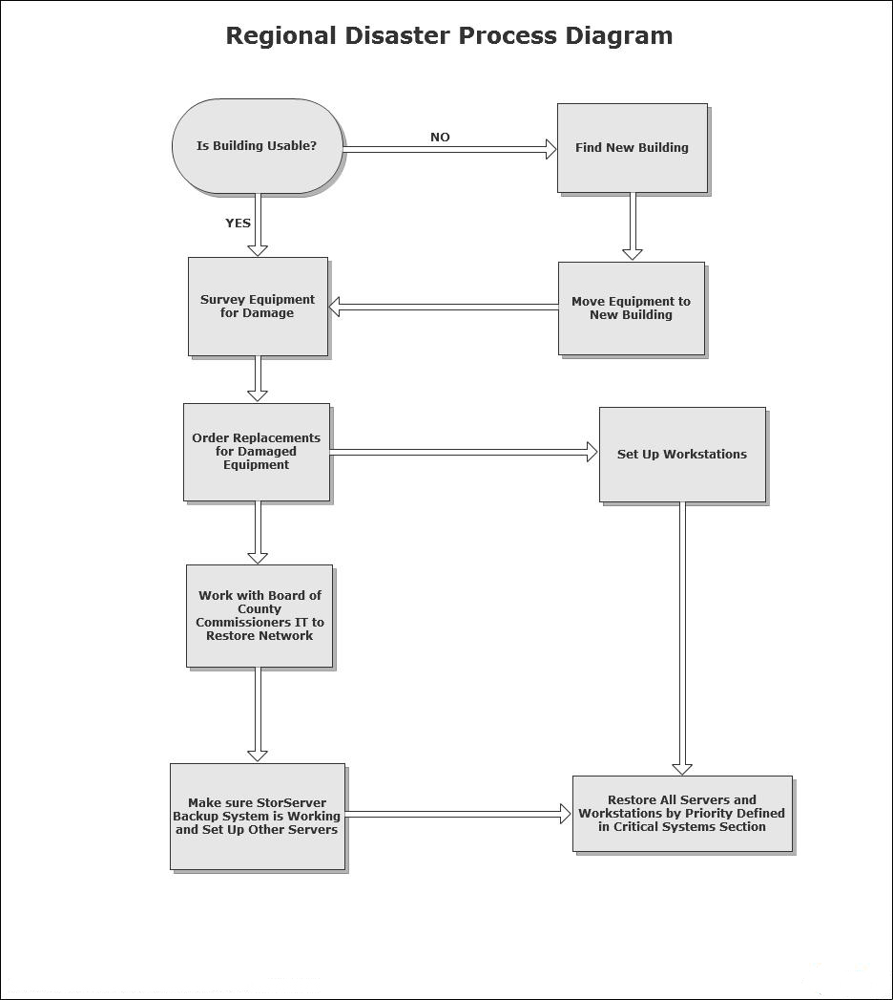 Regional Disaster Process Diagram
Is Building Usable?
NO
Find New Building
YES
Survey Equipment
for Damage
Move Equipment to
New Building
Order Replacements
for Damaged
Equipment
Set Up Workstations
Work with Board of
County
Commissioners IT to
Restore Network
Make sure StorServer
Backup System is Working
and Set Up Other Servers
Restore All Servers and
Workstations by Priority Defined
in Critical Systems Section